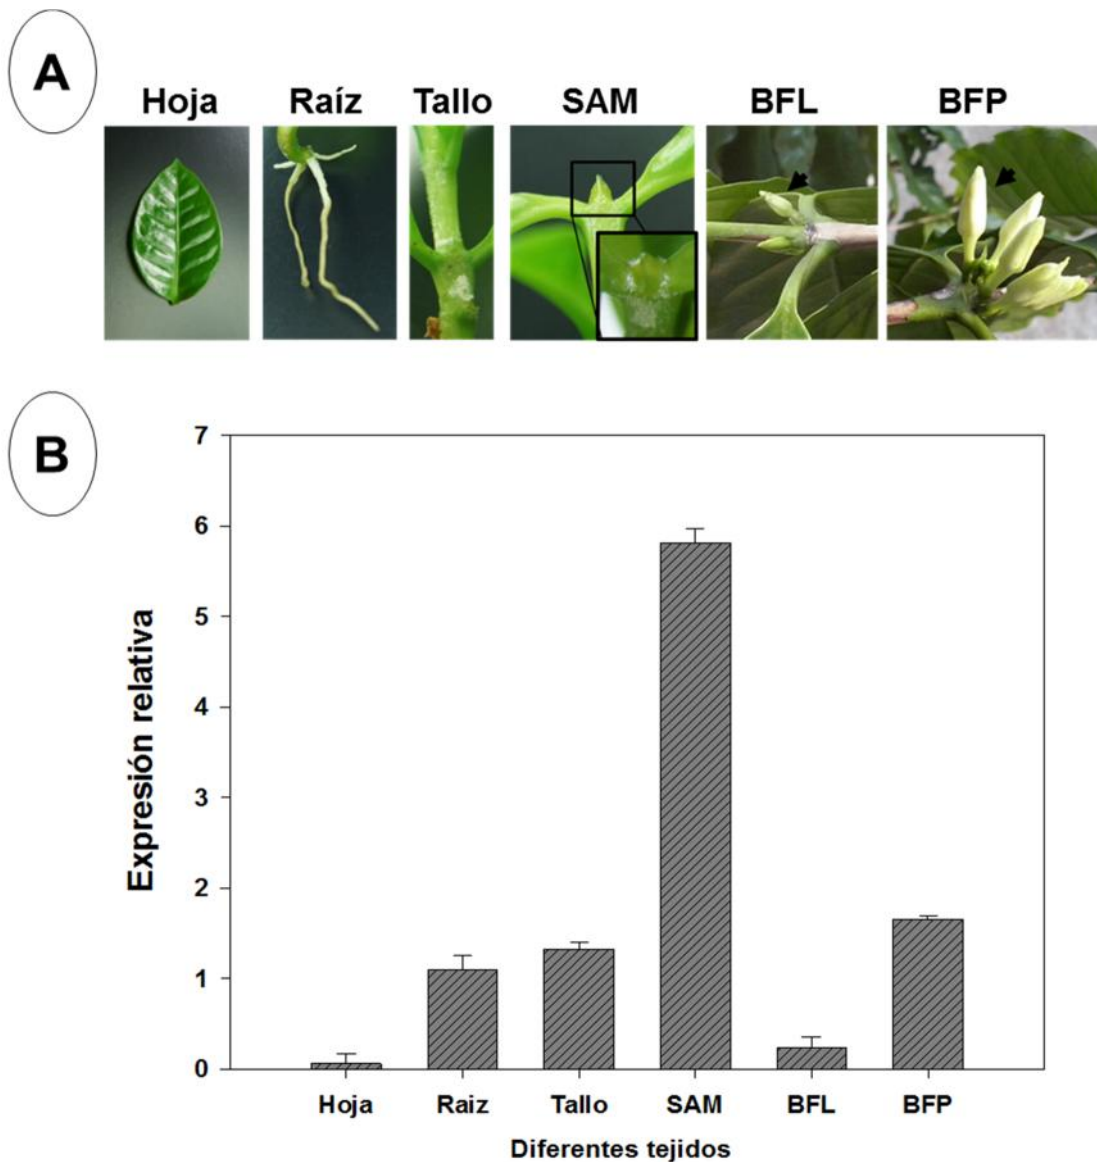 A
Hoja Raíz Tallo SAM BFL BFP
B
7
6
5
4
3
2
1
0
Expresión relativa
Hoja Raiz Tallo SAM BFL BFP
Diferentes tejidos